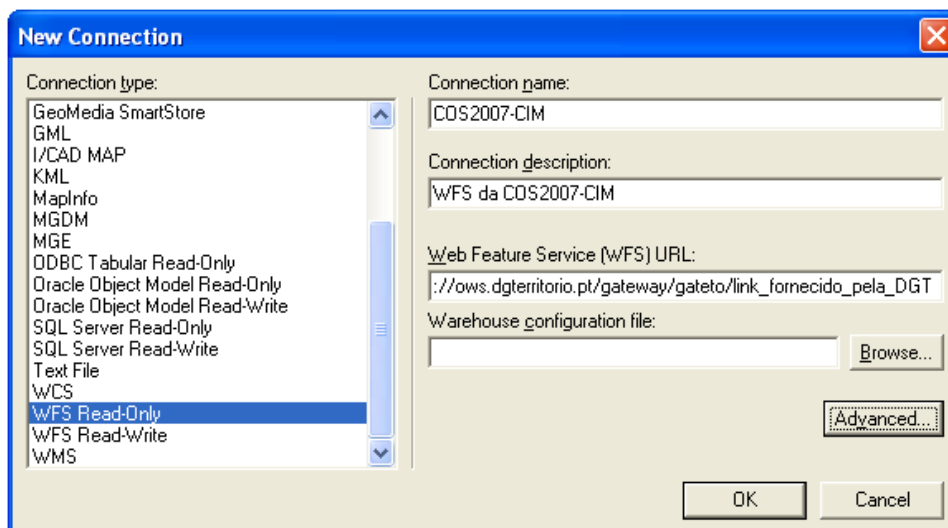 New Connection
Connection type:
GeoMedia SmartStore
GML
I/CAD MAP
KML
MapInfo
MGDM
MGE
ODBC Tabular Read-Only
Oracle Object Model Read-Only
Oracle Object Model Read-Write
SQL Server Read-Only
SQL Server Read-Write
Text File
WCS
WFS Read-Only
WFS Read-Write
WMS
Connection name:
COS2007-CIM
Connection description:
WFS da COS2007-CIM
Web Feature Service (WFS) URL:
://ows.dgterritorio.pt/gateway/gateto/link_fornecido_pela_DGT
Warehouse configuration file:
Browse...
Advanced...
OK
Cancel